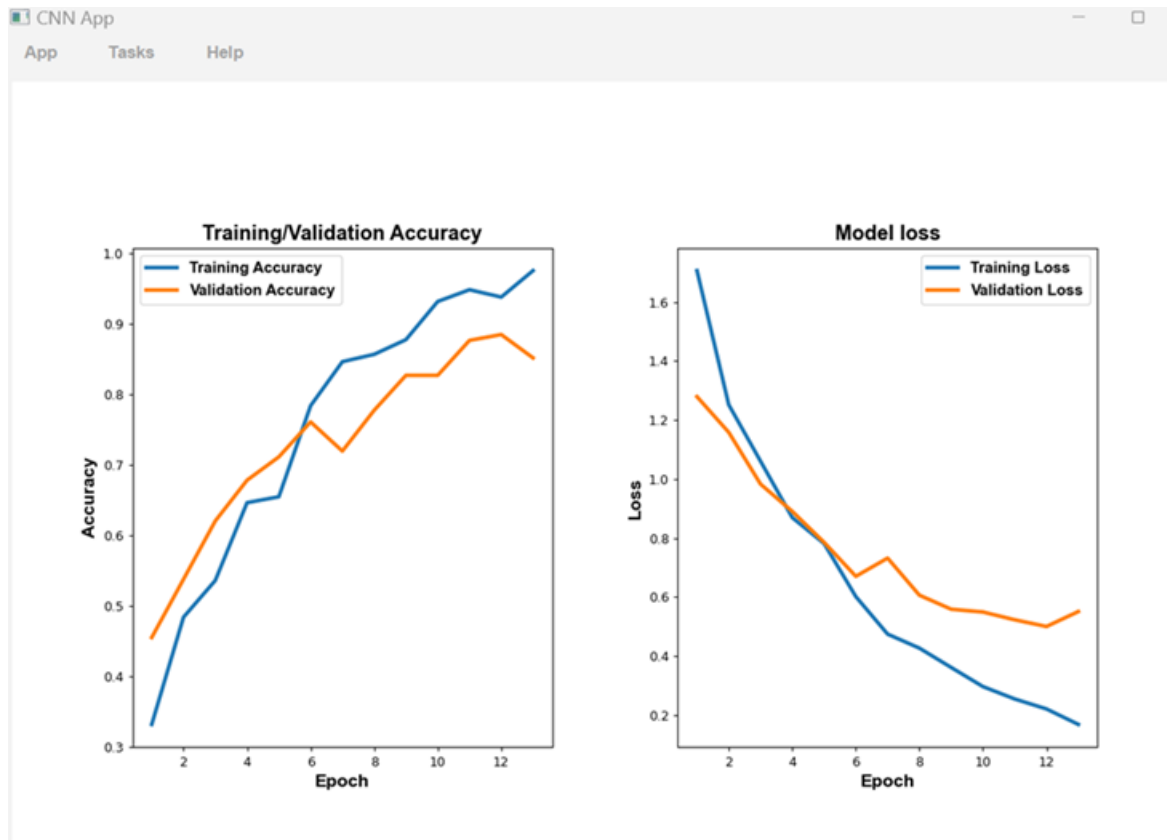 CNN App
App Tasks Help
Training/Validation Accuracy
Training Accuracy
Validation Accuracy
1.0
0.9
0.8
0.7
0.6
0.5
0.4
0.3
Accuracy
2 4 6 8 10 12
Epoch
Model loss
Training Loss
Validation Loss
1.6
1.4
1.2
1.0
0.8
0.6
0.4
0.2
Loss
2 4 6 8 10 12
Epoch